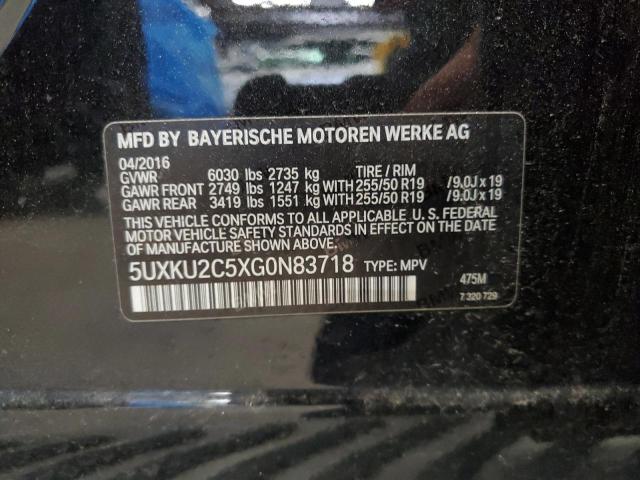 MFD BY BAYERISCHE MOTOREN WERKE AG
04/2016
GVWR 6030 lbs 2735 kg TIRE / RIM
GAWR FRONT 2749 lbs 1247 kg WITH 255/50 R19 /9.0J x 19
GAWR REAR 3419 lbs 1551 kg WITH 255/50 R19 /9.0J x 19
THIS VEHICLE CONFORMS TO ALL APPLICABLE U. S. FEDERAL
MOTOR VEHICLE SAFETY STANDARDS IN EFFECT ON THE
DATE OF MANUFACTURE SHOWN ABOVE.
5UXKU2C5XG0N83718 TYPE: MPV
475M
7 320 729